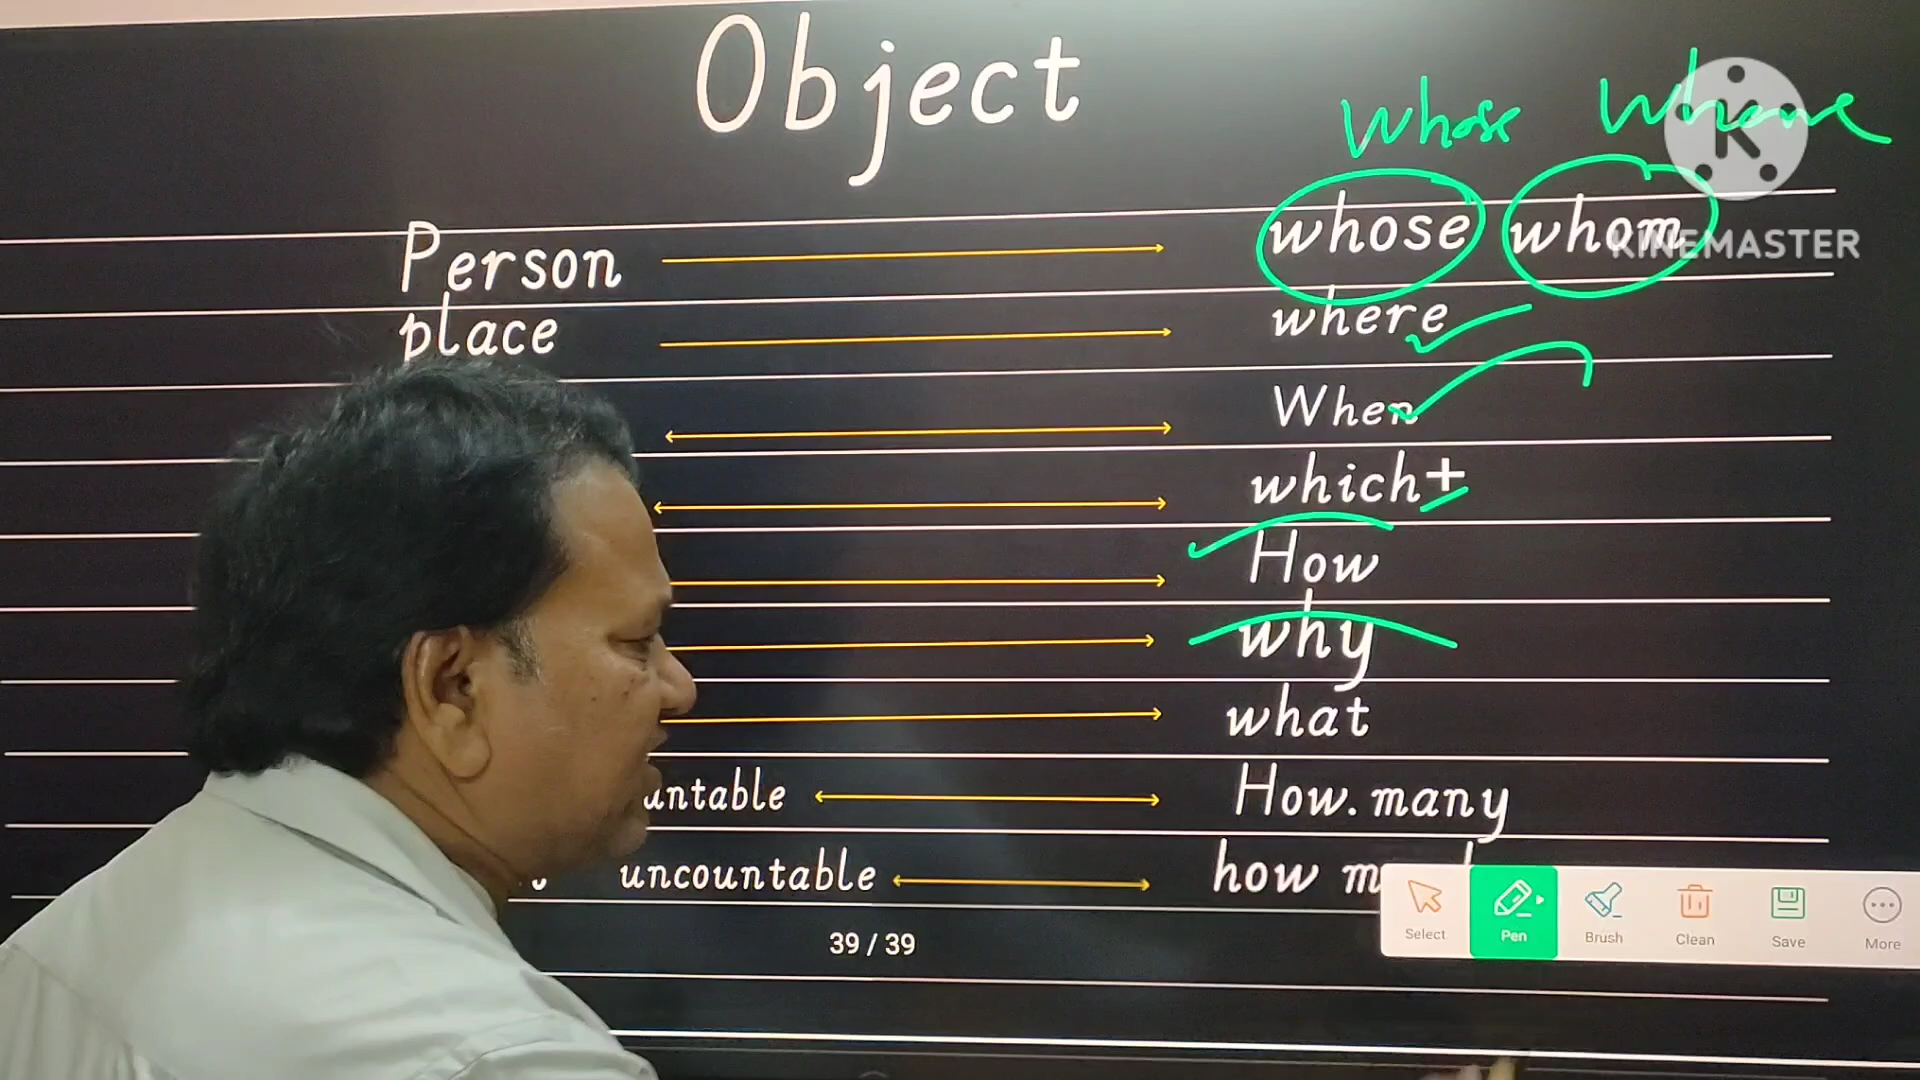 Object
Whose
Person whose whom
KINEMASTER
place where
When
which+
How
why
what
untable How.many
uncountable how
39 / 39
Select Pen Brush Clean Save More